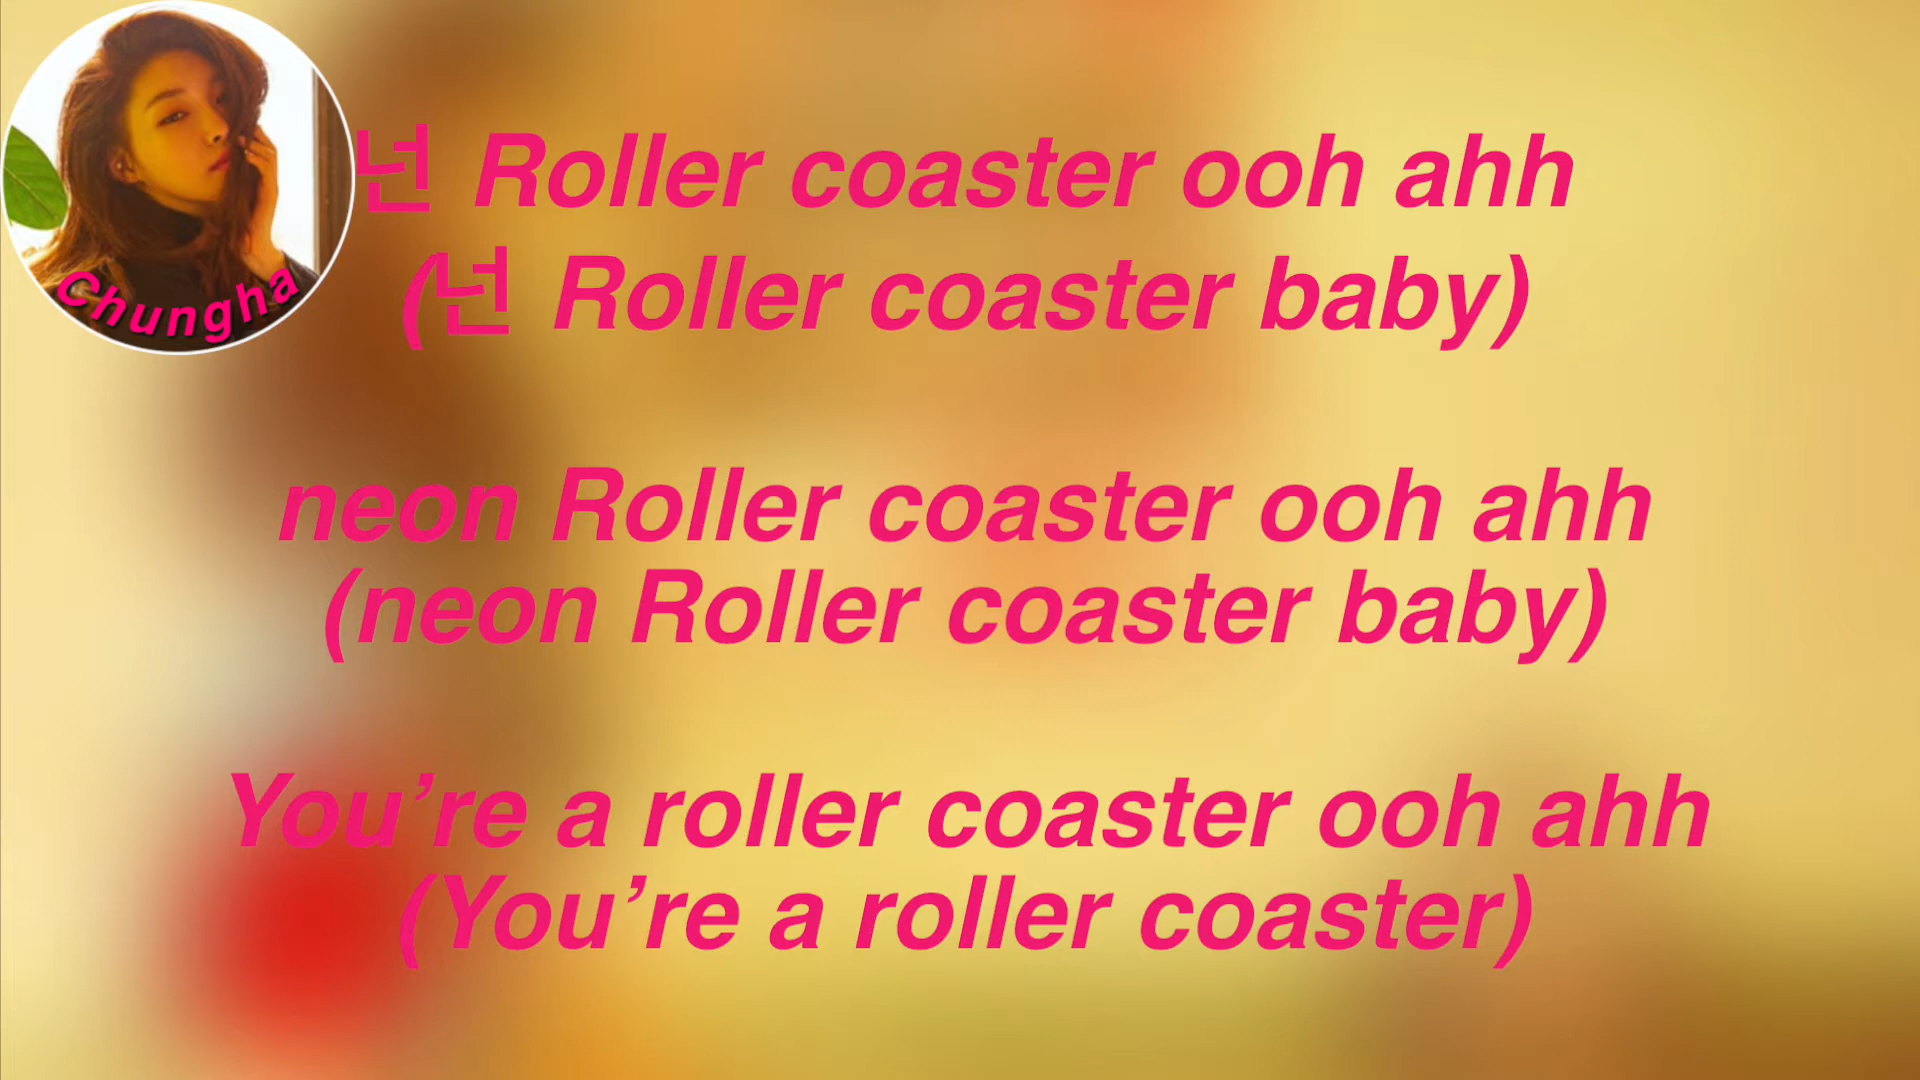 Chungha
넌 Roller coaster ooh ahh
(넌 Roller coaster baby)
neon Roller coaster ooh ahh
(neon Roller coaster baby)
You’re a roller coaster ooh ahh
(You’re a roller coaster)